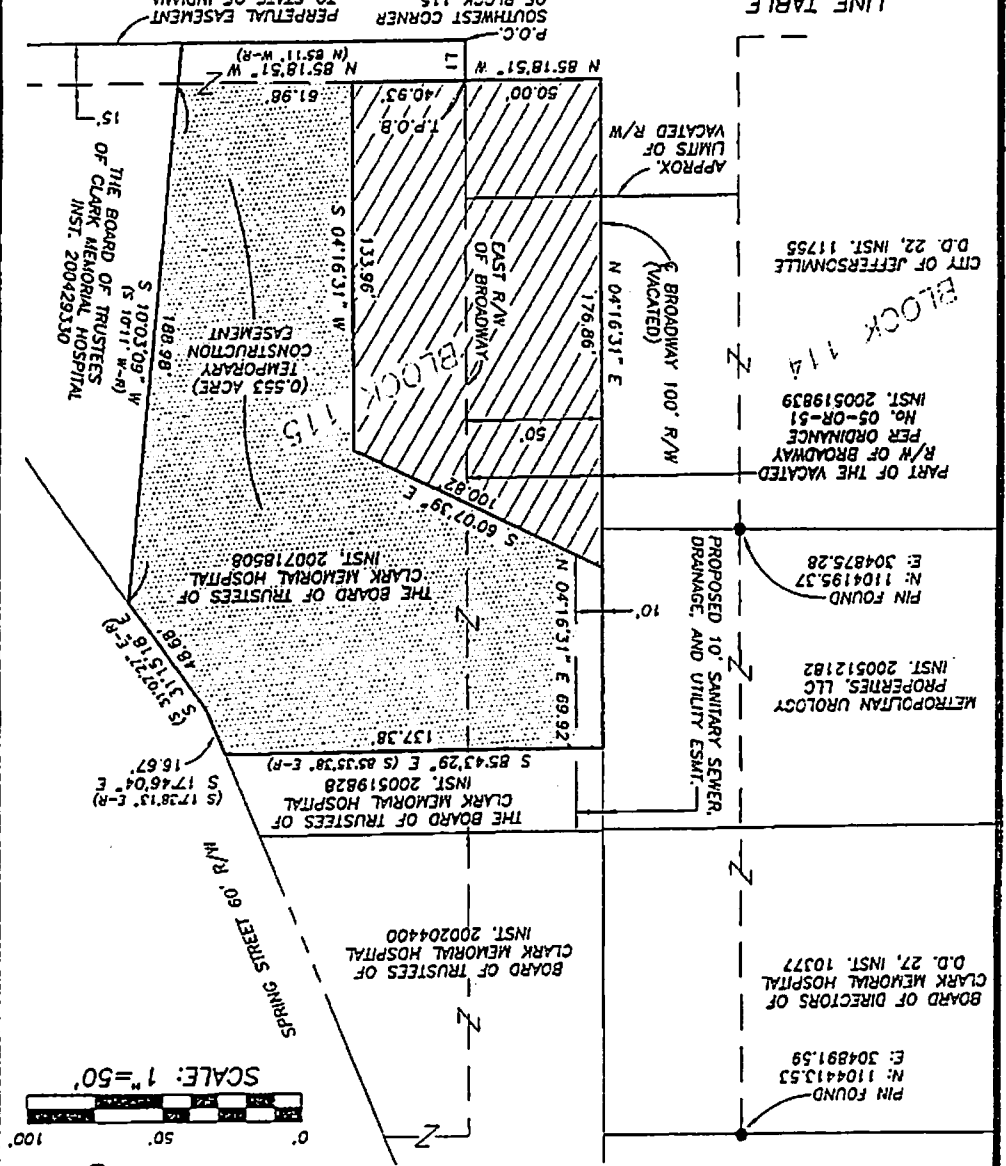 0' 50' 100'
SCALE: 1"=50'
PIN FOUND
N: 1104413.53
E: 304891.59
BOARD OF DIRECTORS OF
CLARK MEMORIAL HOSPITAL
D.D. 27, INST. 10377
BOARD OF TRUSTEES OF
CLARK MEMORIAL HOSPITAL
INST. 200204400
SPRING STREET 60' R/W
THE BOARD OF TRUSTEES OF
CLARK MEMORIAL HOSPITAL
INST. 200519828
S 85°43'29" E (S 85°35'38" E-R)
137.38'
(S 17°38'13" E-R)
S 17°46'04" E
16.67'
METROPOLITAN UROLOGY
PROPERTIES, LLC
INST. 200512182
PROPOSED 10' SANITARY SEWER,
DRAINAGE, AND UTILITY ESMT.
N 04°16'31" E 69.92'
10'
(S 31°07'27" E-R)
S 31°15'18" E
48.68'
THE BOARD OF TRUSTEES OF
CLARK MEMORIAL HOSPITAL
INST. 200718508
PIN FOUND
N: 1104195.37
E: 304875.28
S 60°07'39" E
100.82'
PART OF THE VACATED
R/W OF BROADWAY
PER ORDINANCE
No. 05-OR-51
INST. 200519839
50'
BLOCK 114
BLOCK 115
CITY OF JEFFERSONVILLE
D.D. 22, INST. 11755
℄ BROADWAY 100' R/W
(VACATED)
N 04°16'31" E
176.86'
EAST R/W
OF BROADWAY
133.96'
S 04°16'31" W
(0.553 ACRE)
TEMPORARY
CONSTRUCTION
EASEMENT
188.98'
S 10°03'09" W
(S 10°11' W-R)
THE BOARD OF TRUSTEES
OF CLARK MEMORIAL HOSPITAL
INST. 200429330
APPROX.
LIMITS OF
VACATED R/W
T.P.O.B
50.00'
40.93'
61.98'
15'
N 85°18'51" W
L1
N 85°18'51" W
(N 85°11' W-R)
P.O.C.
SOUTHWEST CORNER
OF BLOCK 115
PERPETUAL EASEMENT
TO STATE OF INDIANA
LINE TABLE